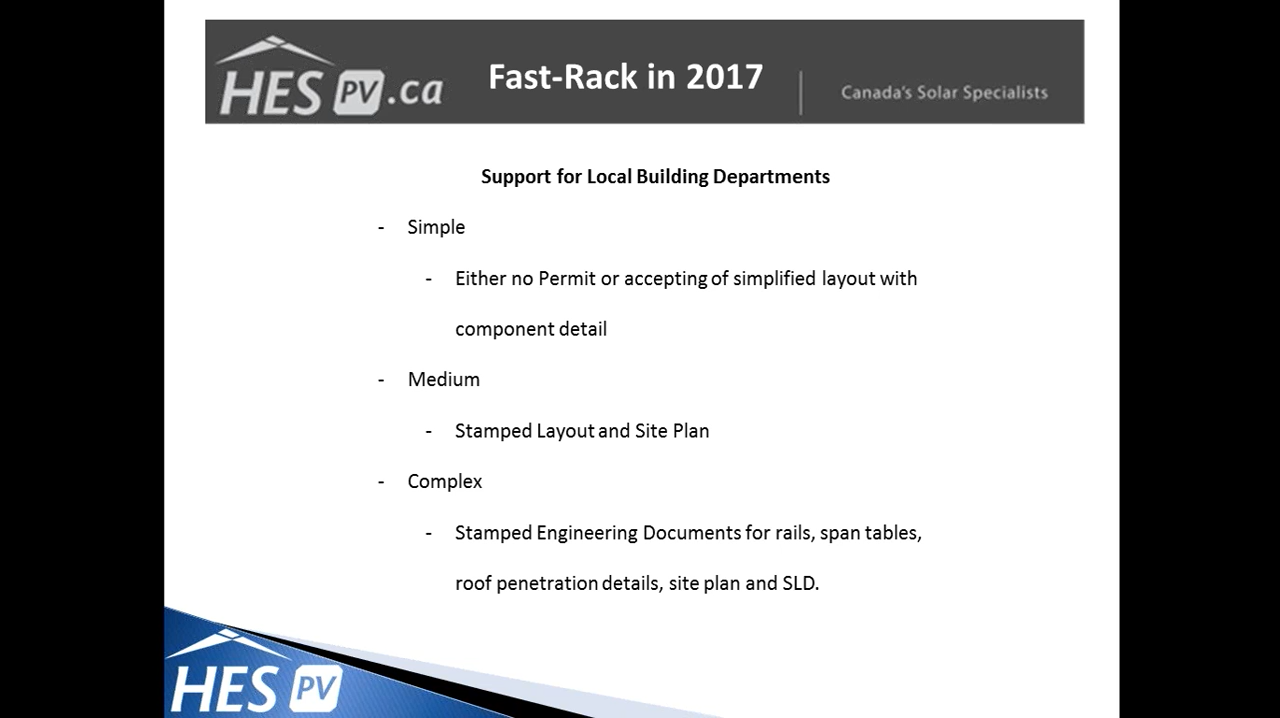 HES PV.ca
Fast-Rack in 2017
Canada's Solar Specialists
Support for Local Building Departments
- Simple
- Either no Permit or accepting of simplified layout with
component detail
- Medium
- Stamped Layout and Site Plan
- Complex
- Stamped Engineering Documents for rails, span tables,
roof penetration details, site plan and SLD.
HES PV